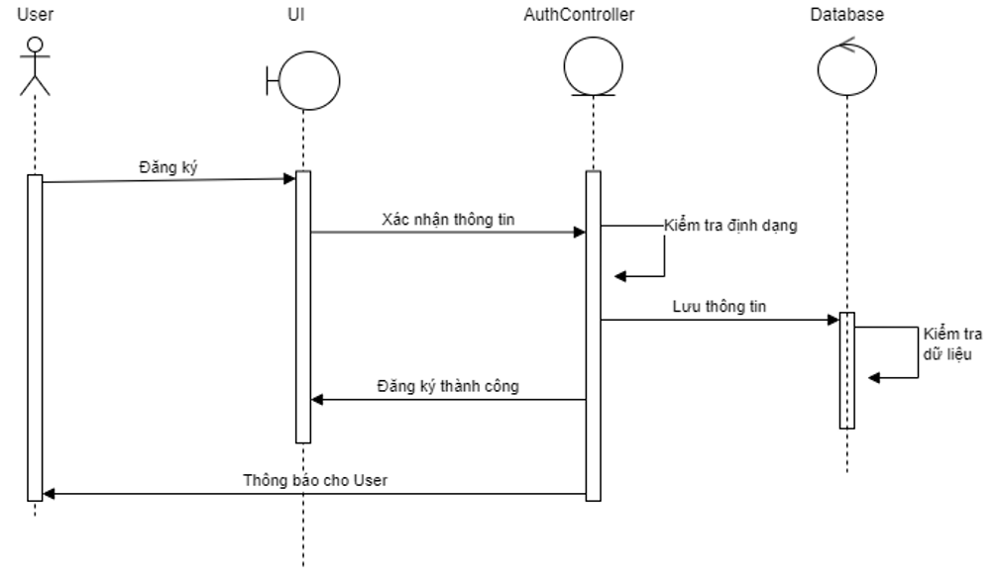 User
UI
AuthController
Database
Đăng ký
Xác nhận thông tin
Kiểm tra định dạng
Lưu thông tin
Kiểm tra
dữ liệu
Đăng ký thành công
Thông báo cho User